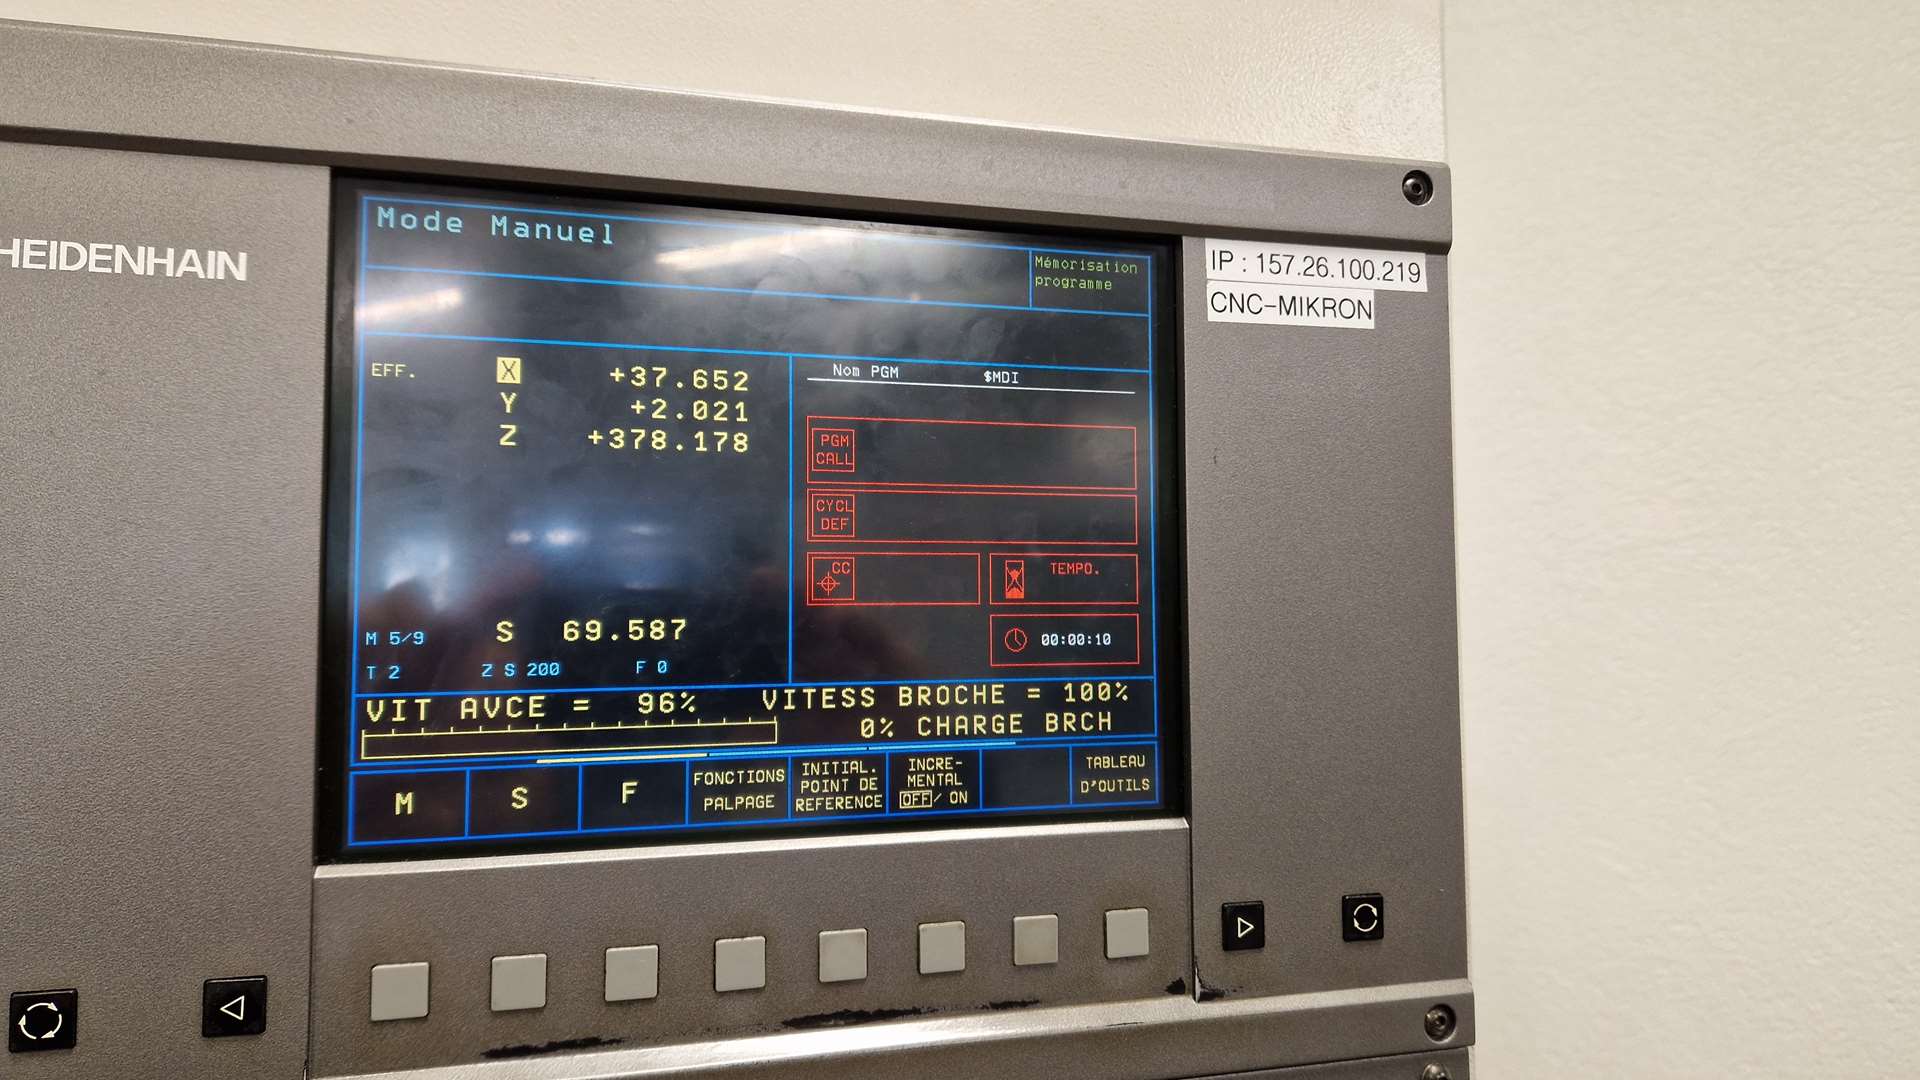 HEIDENHAIN
Mode Manuel
Mémorisation
programme
IP : 157.26.100.219
CNC-MIKRON
EFF. X +37.652
Y +2.021
Z +378.178
Nom PGM $MDI
PGM
CALL
CYCL
DEF
CC
TEMPO.
00:00:10
S 69.587
M 5/9
T 2 Z S 200 F 0
VIT AVCE = 96% VITESS BROCHE = 100%
0% CHARGE BRCH
M
S
F
FONCTIONS
PALPAGE
INITIAL.
POINT DE
REFERENCE
INCRE-
MENTAL
OFF/ ON
TABLEAU
D'OUTILS